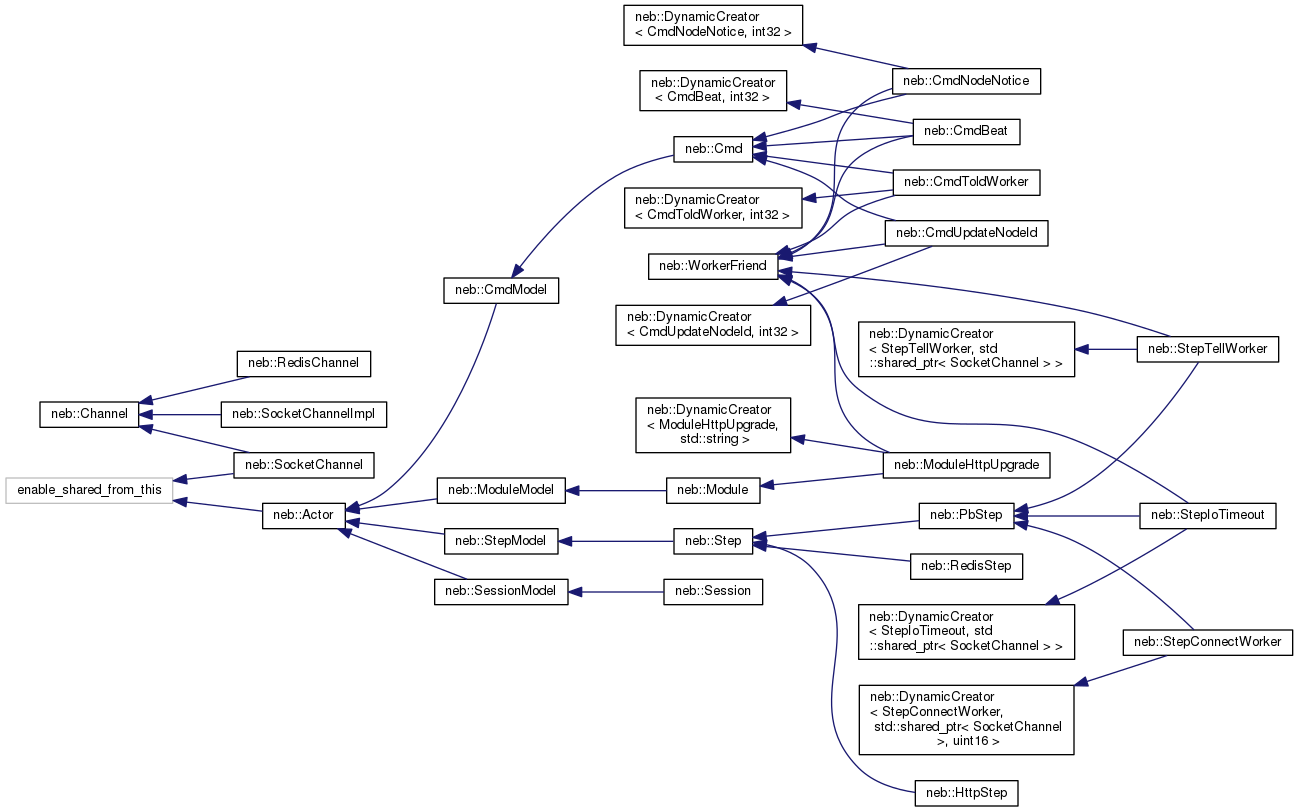 neb::DynamicCreator
< CmdNodeNotice, int32 >
neb::CmdNodeNotice
neb::DynamicCreator
< CmdBeat, int32 >
neb::CmdBeat
neb::Cmd
neb::CmdToldWorker
neb::DynamicCreator
< CmdToldWorker, int32 >
neb::CmdUpdateNodeId
neb::WorkerFriend
neb::CmdModel
neb::DynamicCreator
< CmdUpdateNodeId, int32 >
neb::DynamicCreator
< StepTellWorker, std
::shared_ptr< SocketChannel > >
neb::StepTellWorker
neb::RedisChannel
neb::Channel
neb::SocketChannelImpl
neb::DynamicCreator
< ModuleHttpUpgrade,
std::string >
neb::SocketChannel
neb::ModuleHttpUpgrade
enable_shared_from_this
neb::ModuleModel
neb::Module
neb::Actor
neb::PbStep
neb::StepIoTimeout
neb::StepModel
neb::Step
neb::RedisStep
neb::SessionModel
neb::Session
neb::DynamicCreator
< StepIoTimeout, std
::shared_ptr< SocketChannel > >
neb::StepConnectWorker
neb::DynamicCreator
< StepConnectWorker,
std::shared_ptr< SocketChannel
>, uint16 >
neb::HttpStep